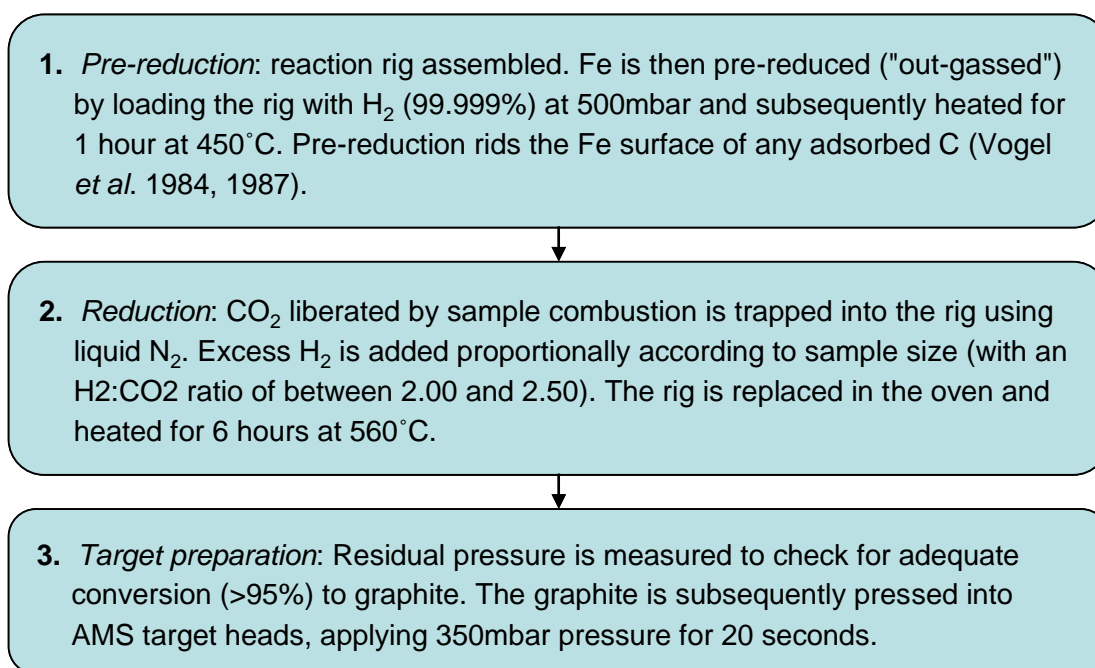 1. Pre-reduction: reaction rig assembled. Fe is then pre-reduced ("out-gassed")
by loading the rig with H₂ (99.999%) at 500mbar and subsequently heated for
1 hour at 450˚C. Pre-reduction rids the Fe surface of any adsorbed C (Vogel
et al. 1984, 1987).
2. Reduction: CO₂ liberated by sample combustion is trapped into the rig using
liquid N₂. Excess H₂ is added proportionally according to sample size (with an
H2:CO2 ratio of between 2.00 and 2.50). The rig is replaced in the oven and
heated for 6 hours at 560˚C.
3. Target preparation: Residual pressure is measured to check for adequate
conversion (>95%) to graphite. The graphite is subsequently pressed into
AMS target heads, applying 350mbar pressure for 20 seconds.